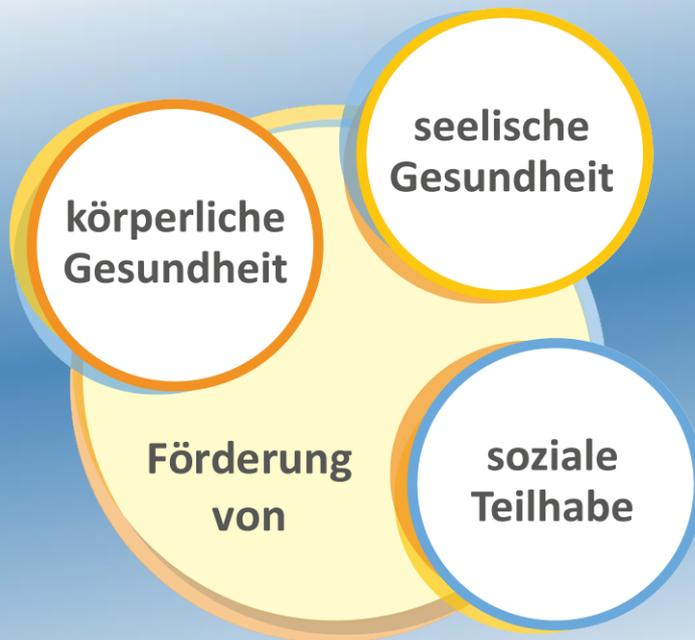 seelische
Gesundheit
körperliche
Gesundheit
Förderung
von
soziale
Teilhabe